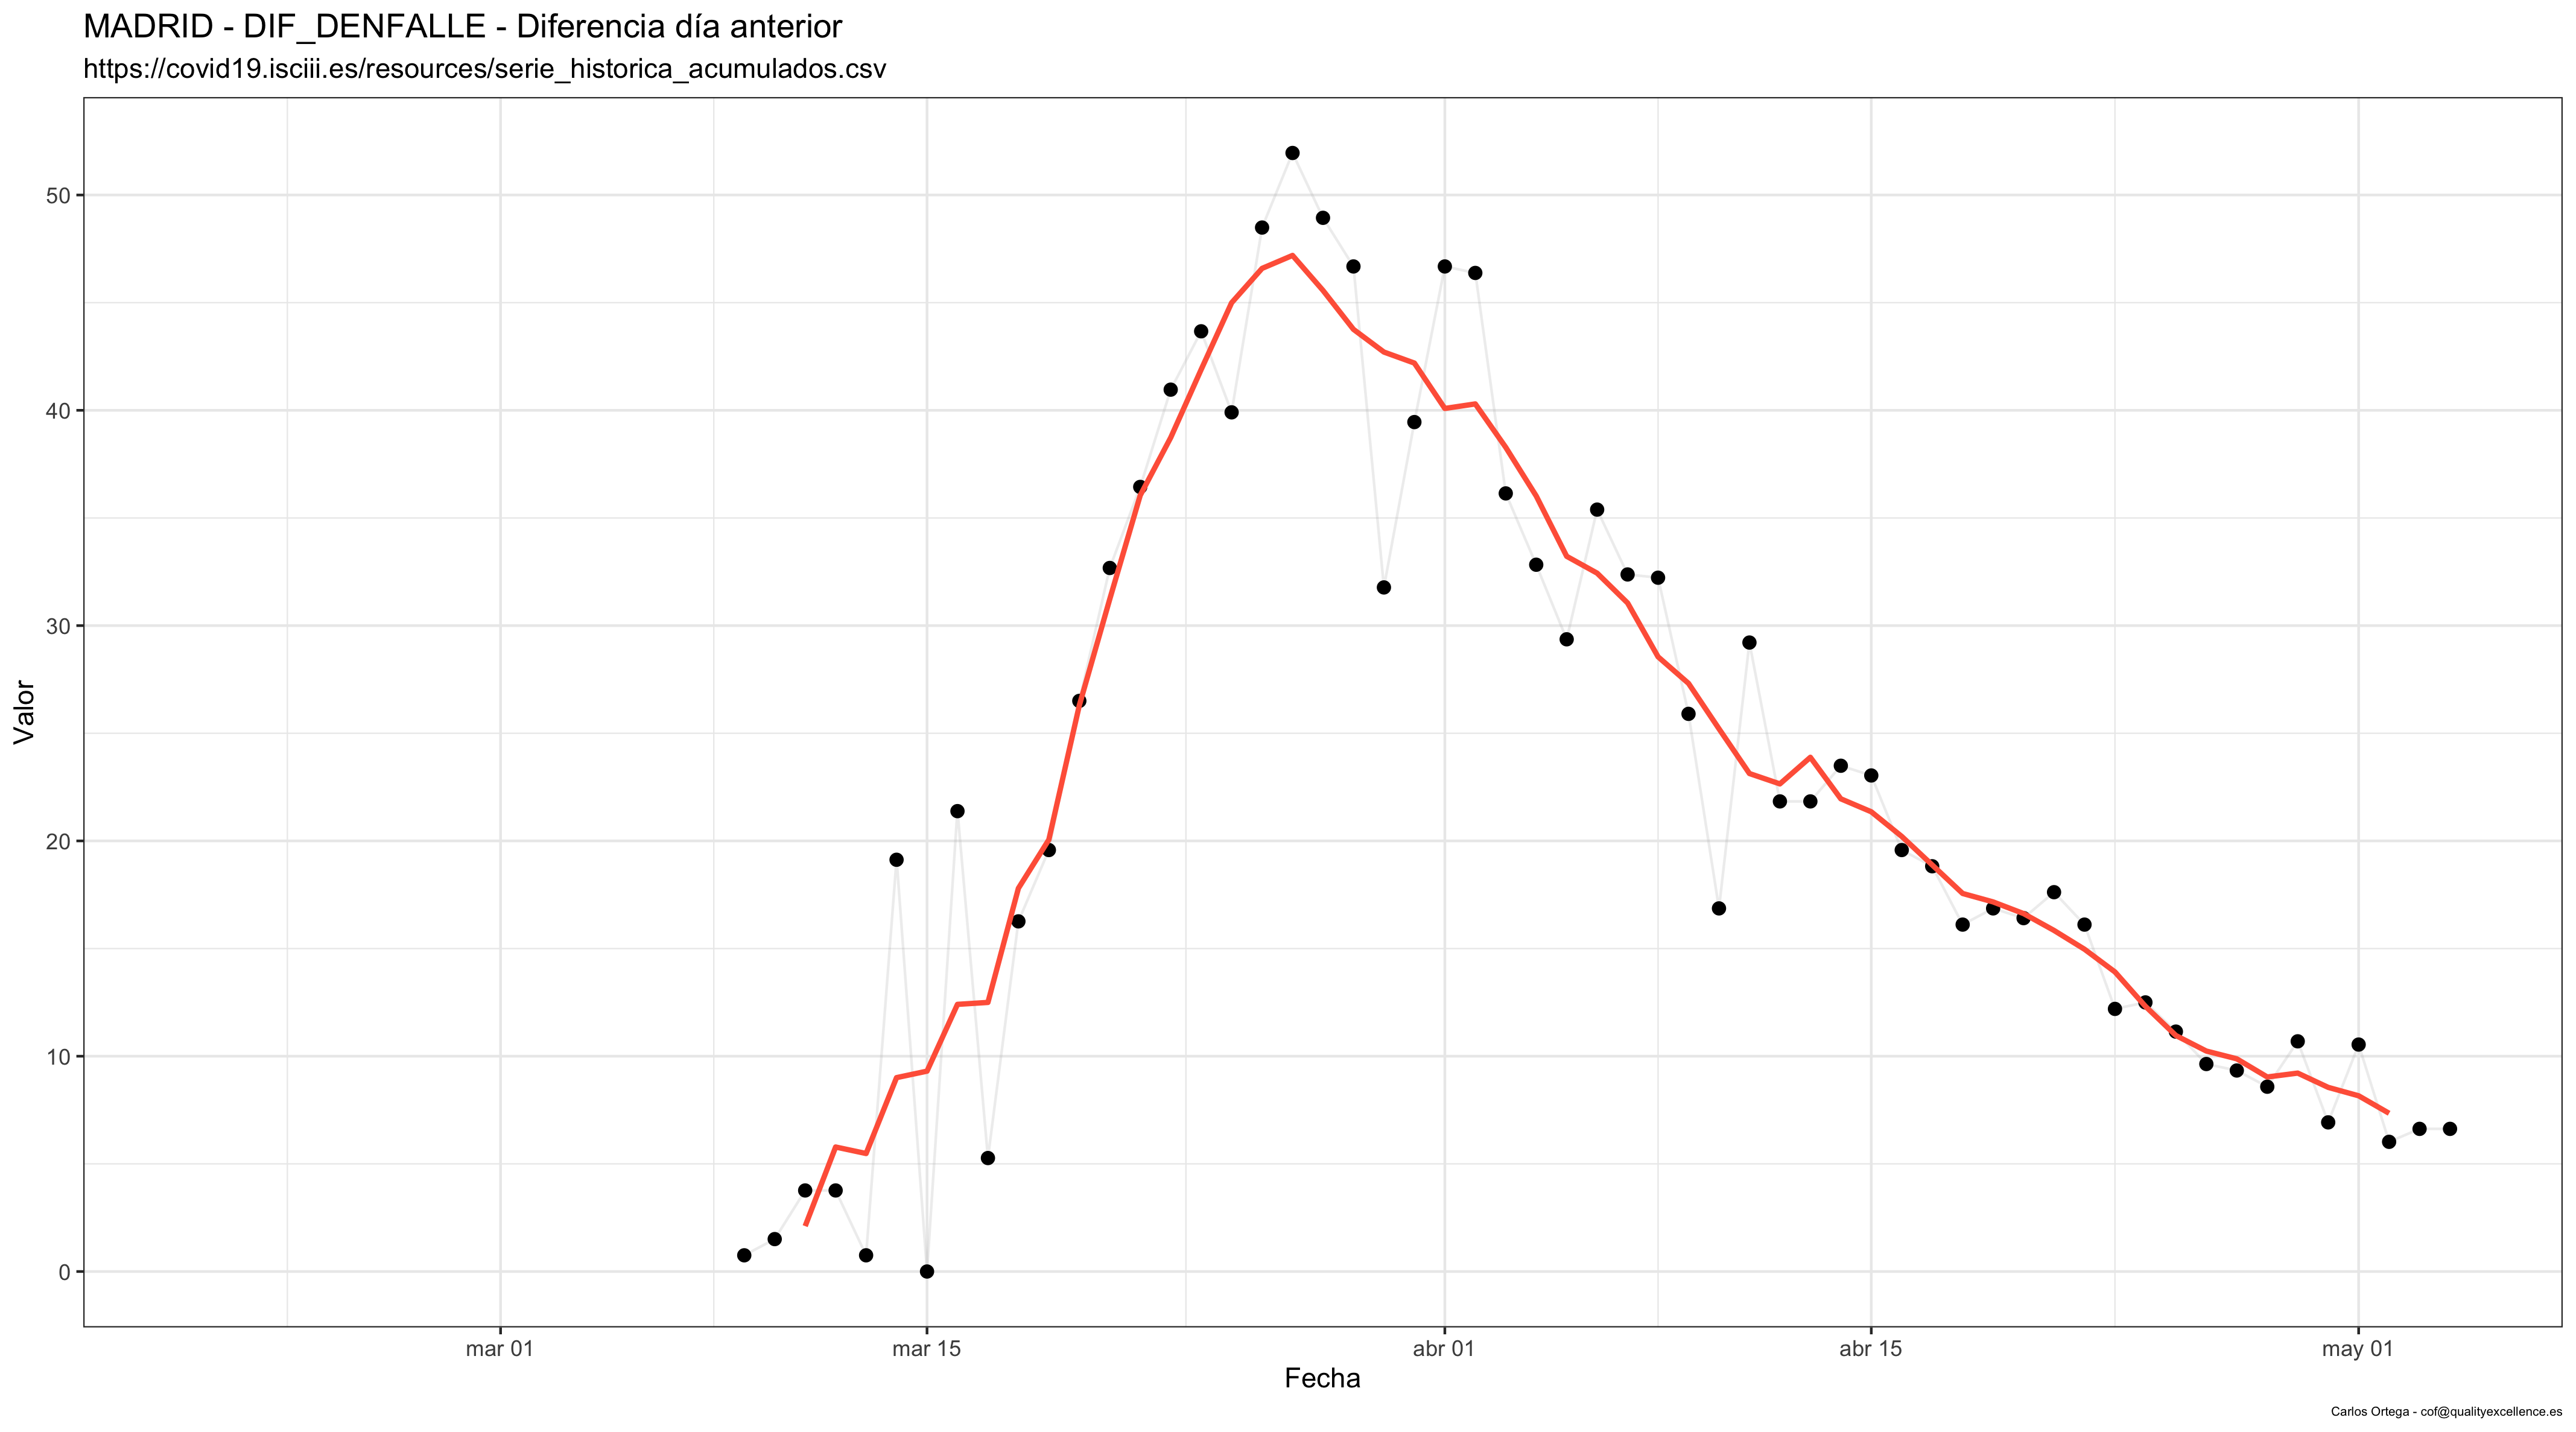 MADRID - DIF_DENFALLE - Diferencia día anterior
https://covid19.isciii.es/resources/serie_historica_acumulados.csv
50
40
30
20
10
0
Valor
mar 01
mar 15
abr 01
abr 15
may 01
Fecha
Carlos Ortega - cof@qualityexcellence.es